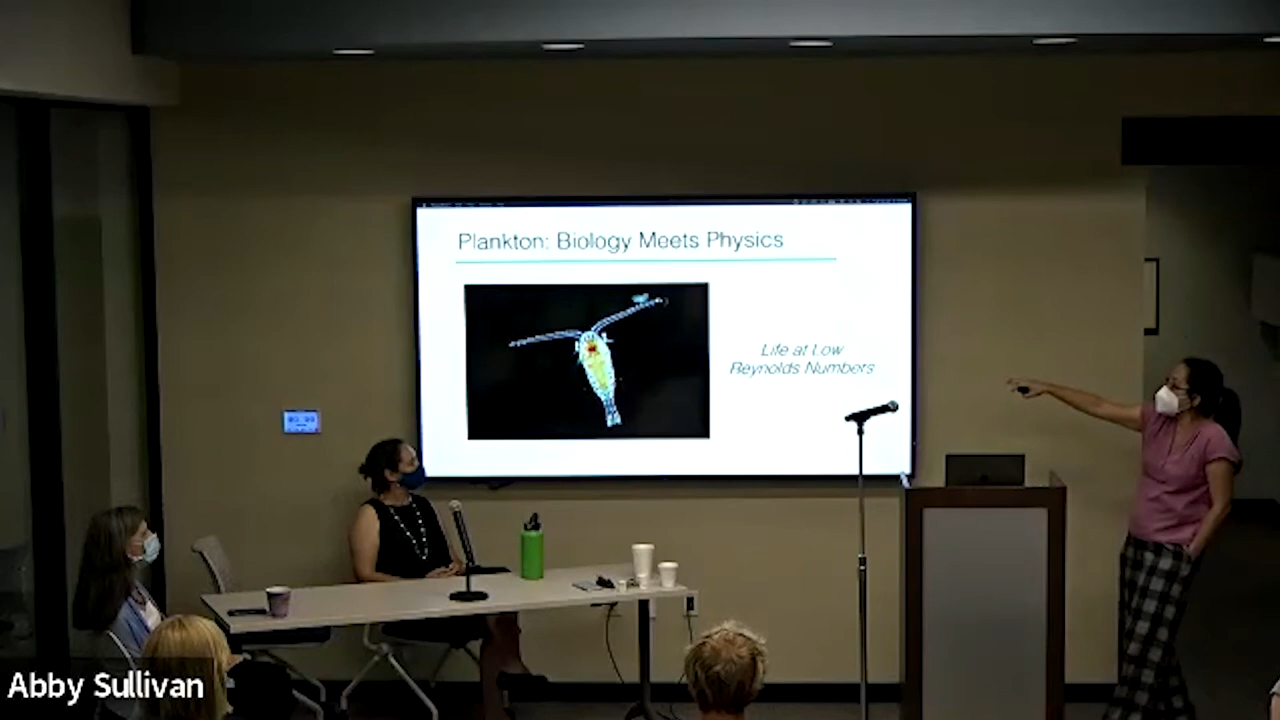 Plankton: Biology Meets Physics
Life at Low
Reynolds Numbers
Abby Sullivan